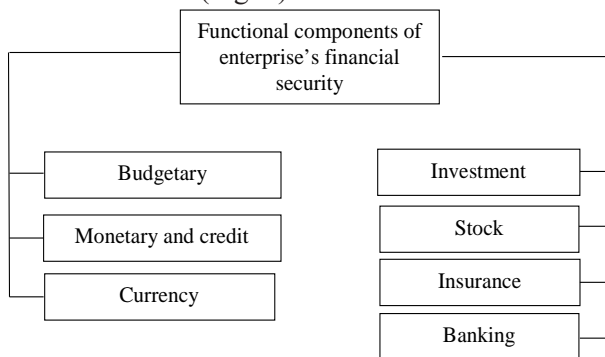 Functional components of
enterprise's financial
security
Budgetary
Monetary and credit
Currency
Investment
Stock
Insurance
Banking